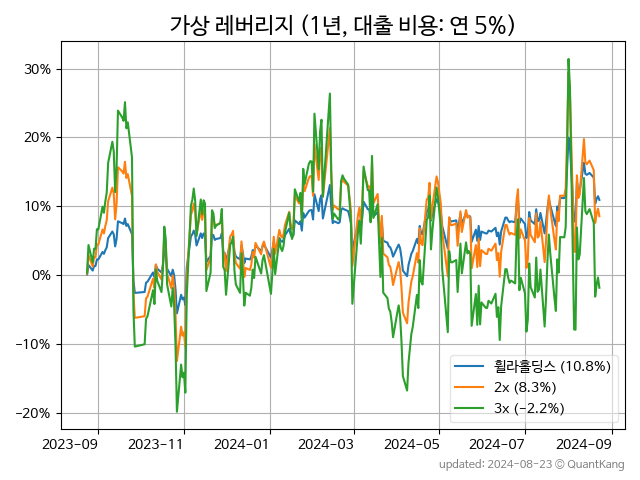 가상 레버리지 (1년, 대출 비용: 연 5%)
30%
20%
10%
0%
−10%
−20%
휠라홀딩스 (10.8%)
2x (8.3%)
3x (−2.2%)
2023-09 2023-11 2024-01 2024-03 2024-05 2024-07 2024-09
updated: 2024-08-23 © QuantKang